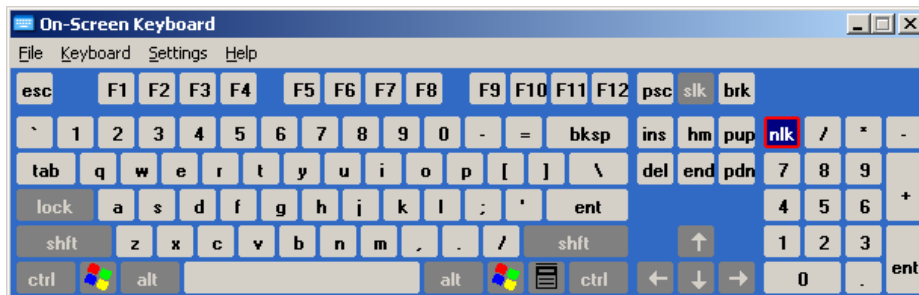 On-Screen Keyboard
File Keyboard Settings Help
esc F1 F2 F3 F4 F5 F6 F7 F8 F9 F10 F11 F12 psc slk brk
` 1 2 3 4 5 6 7 8 9 0 - = bksp ins hm pup nlk / * -
tab q w e r t y u i o p [ ] \ del end pdn 7 8 9
lock a s d f g h j k l ; ' ent 4 5 6 +
shft z x c v b n m , . / shft ↑ 1 2 3
ctrl alt alt ctrl ← ↓ → 0 . ent